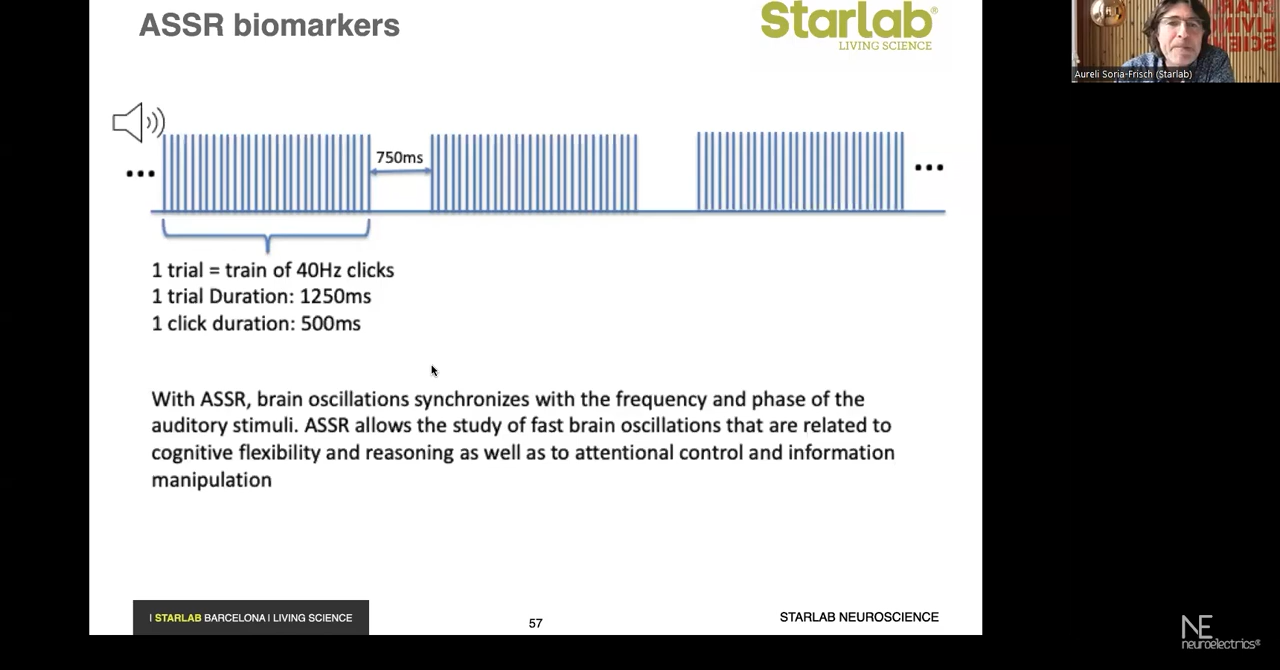 ASSR biomarkers
Starlab®
LIVING SCIENCE
STARLAB
LIVING
SCIENCE
Aureli Soria-Frisch (Starlab)
750ms
...
...
1 trial = train of 40Hz clicks
1 trial Duration: 1250ms
1 click duration: 500ms
With ASSR, brain oscillations synchronizes with the frequency and phase of the
auditory stimuli. ASSR allows the study of fast brain oscillations that are related to
cognitive flexibility and reasoning as well as to attentional control and information
manipulation
| STARLAB BARCELONA | LIVING SCIENCE
57
STARLAB NEUROSCIENCE
NE
neuroelectrics®